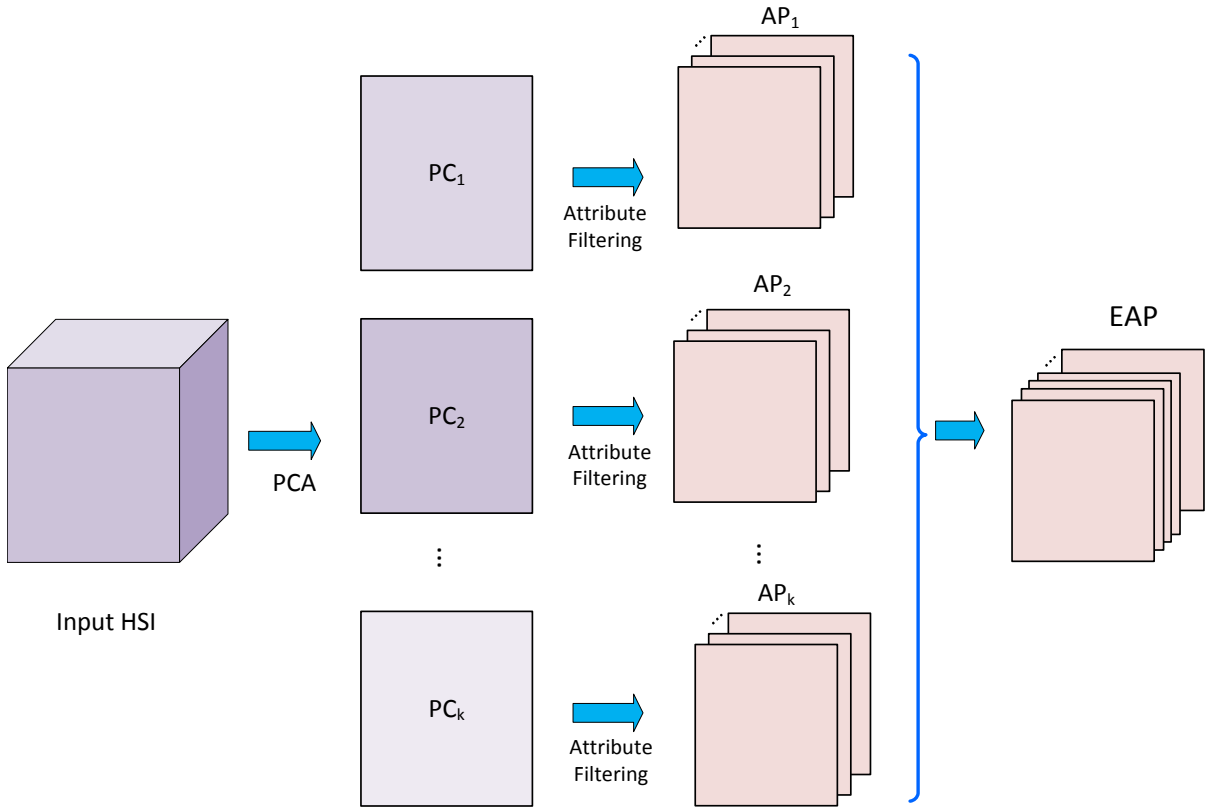 AP₁
PC₁
Attribute
Filtering
AP₂
EAP
PC₂
Attribute
Filtering
PCA
⋮
⋮
Input HSI
APₖ
PCₖ
Attribute
Filtering